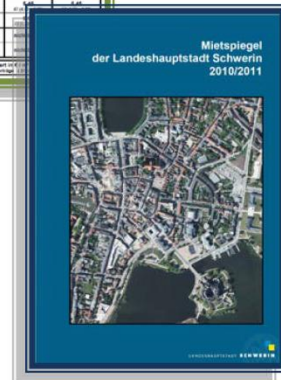 Mietspiegel
der Landeshauptstadt Schwerin
2010/2011
LANDESHAUPTSTADT SCHWERIN